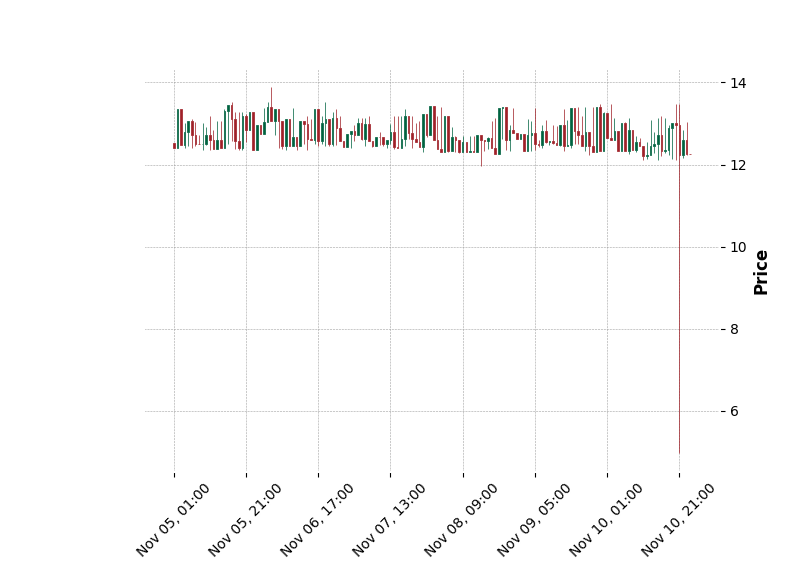 14
12
10
8
6
Price
Nov 05, 01:00
Nov 05, 21:00
Nov 06, 17:00
Nov 07, 13:00
Nov 08, 09:00
Nov 09, 05:00
Nov 10, 01:00
Nov 10, 21:00